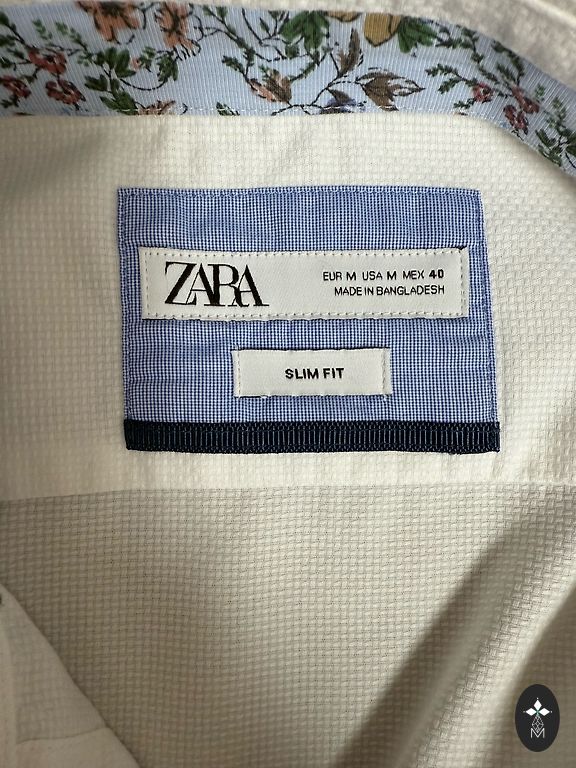 ZARA
EUR M USA M MEX 40
MADE IN BANGLADESH
SLIM FIT
M